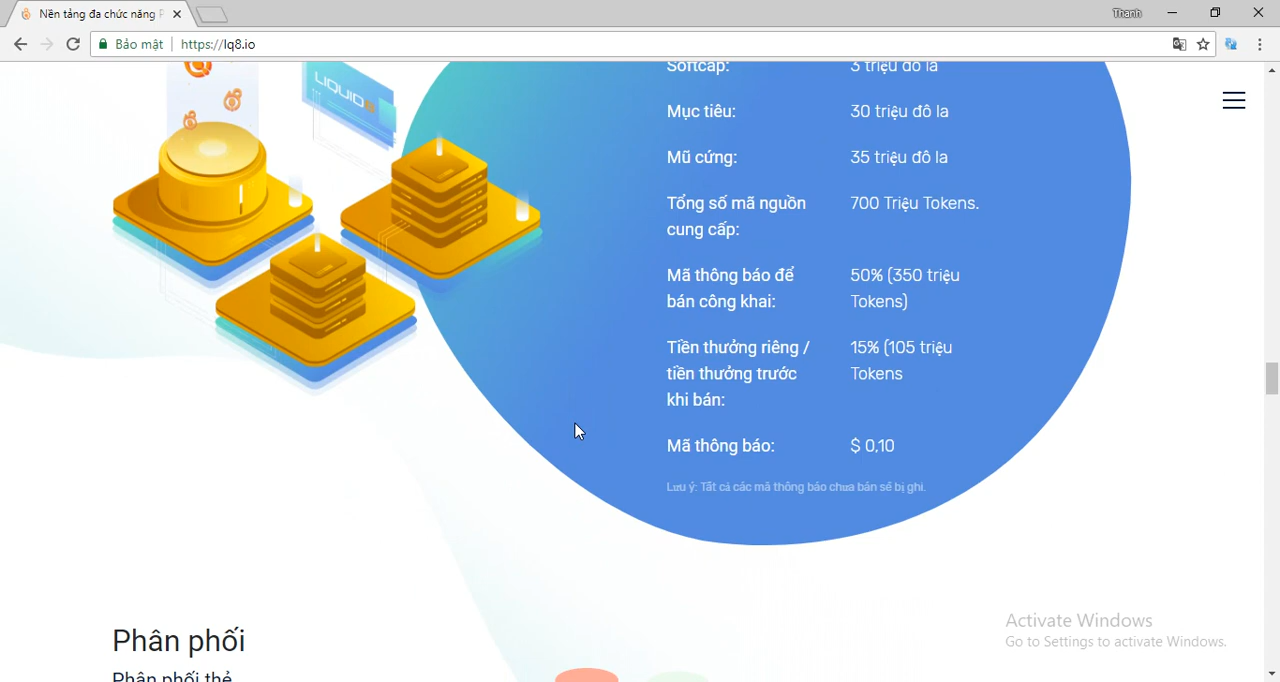 Nền tảng đa chức năng
Thanh
Bảo mật
https://lq8.io
LIQUID8
Softcap:
3 triệu đô la
Mục tiêu:
30 triệu đô la
Mũ cứng:
35 triệu đô la
Tổng số mã nguồn
cung cấp:
700 Triệu Tokens.
Mã thông báo để
bán công khai:
50% (350 triệu
Tokens)
Tiền thưởng riêng /
tiền thưởng trước
khi bán:
15% (105 triệu
Tokens
Mã thông báo:
$ 0,10
Lưu ý: Tất cả các mã thông báo chưa bán sẽ bị ghi.
Activate Windows
Go to Settings to activate Windows.
Phân phối
Phân phối thẻ